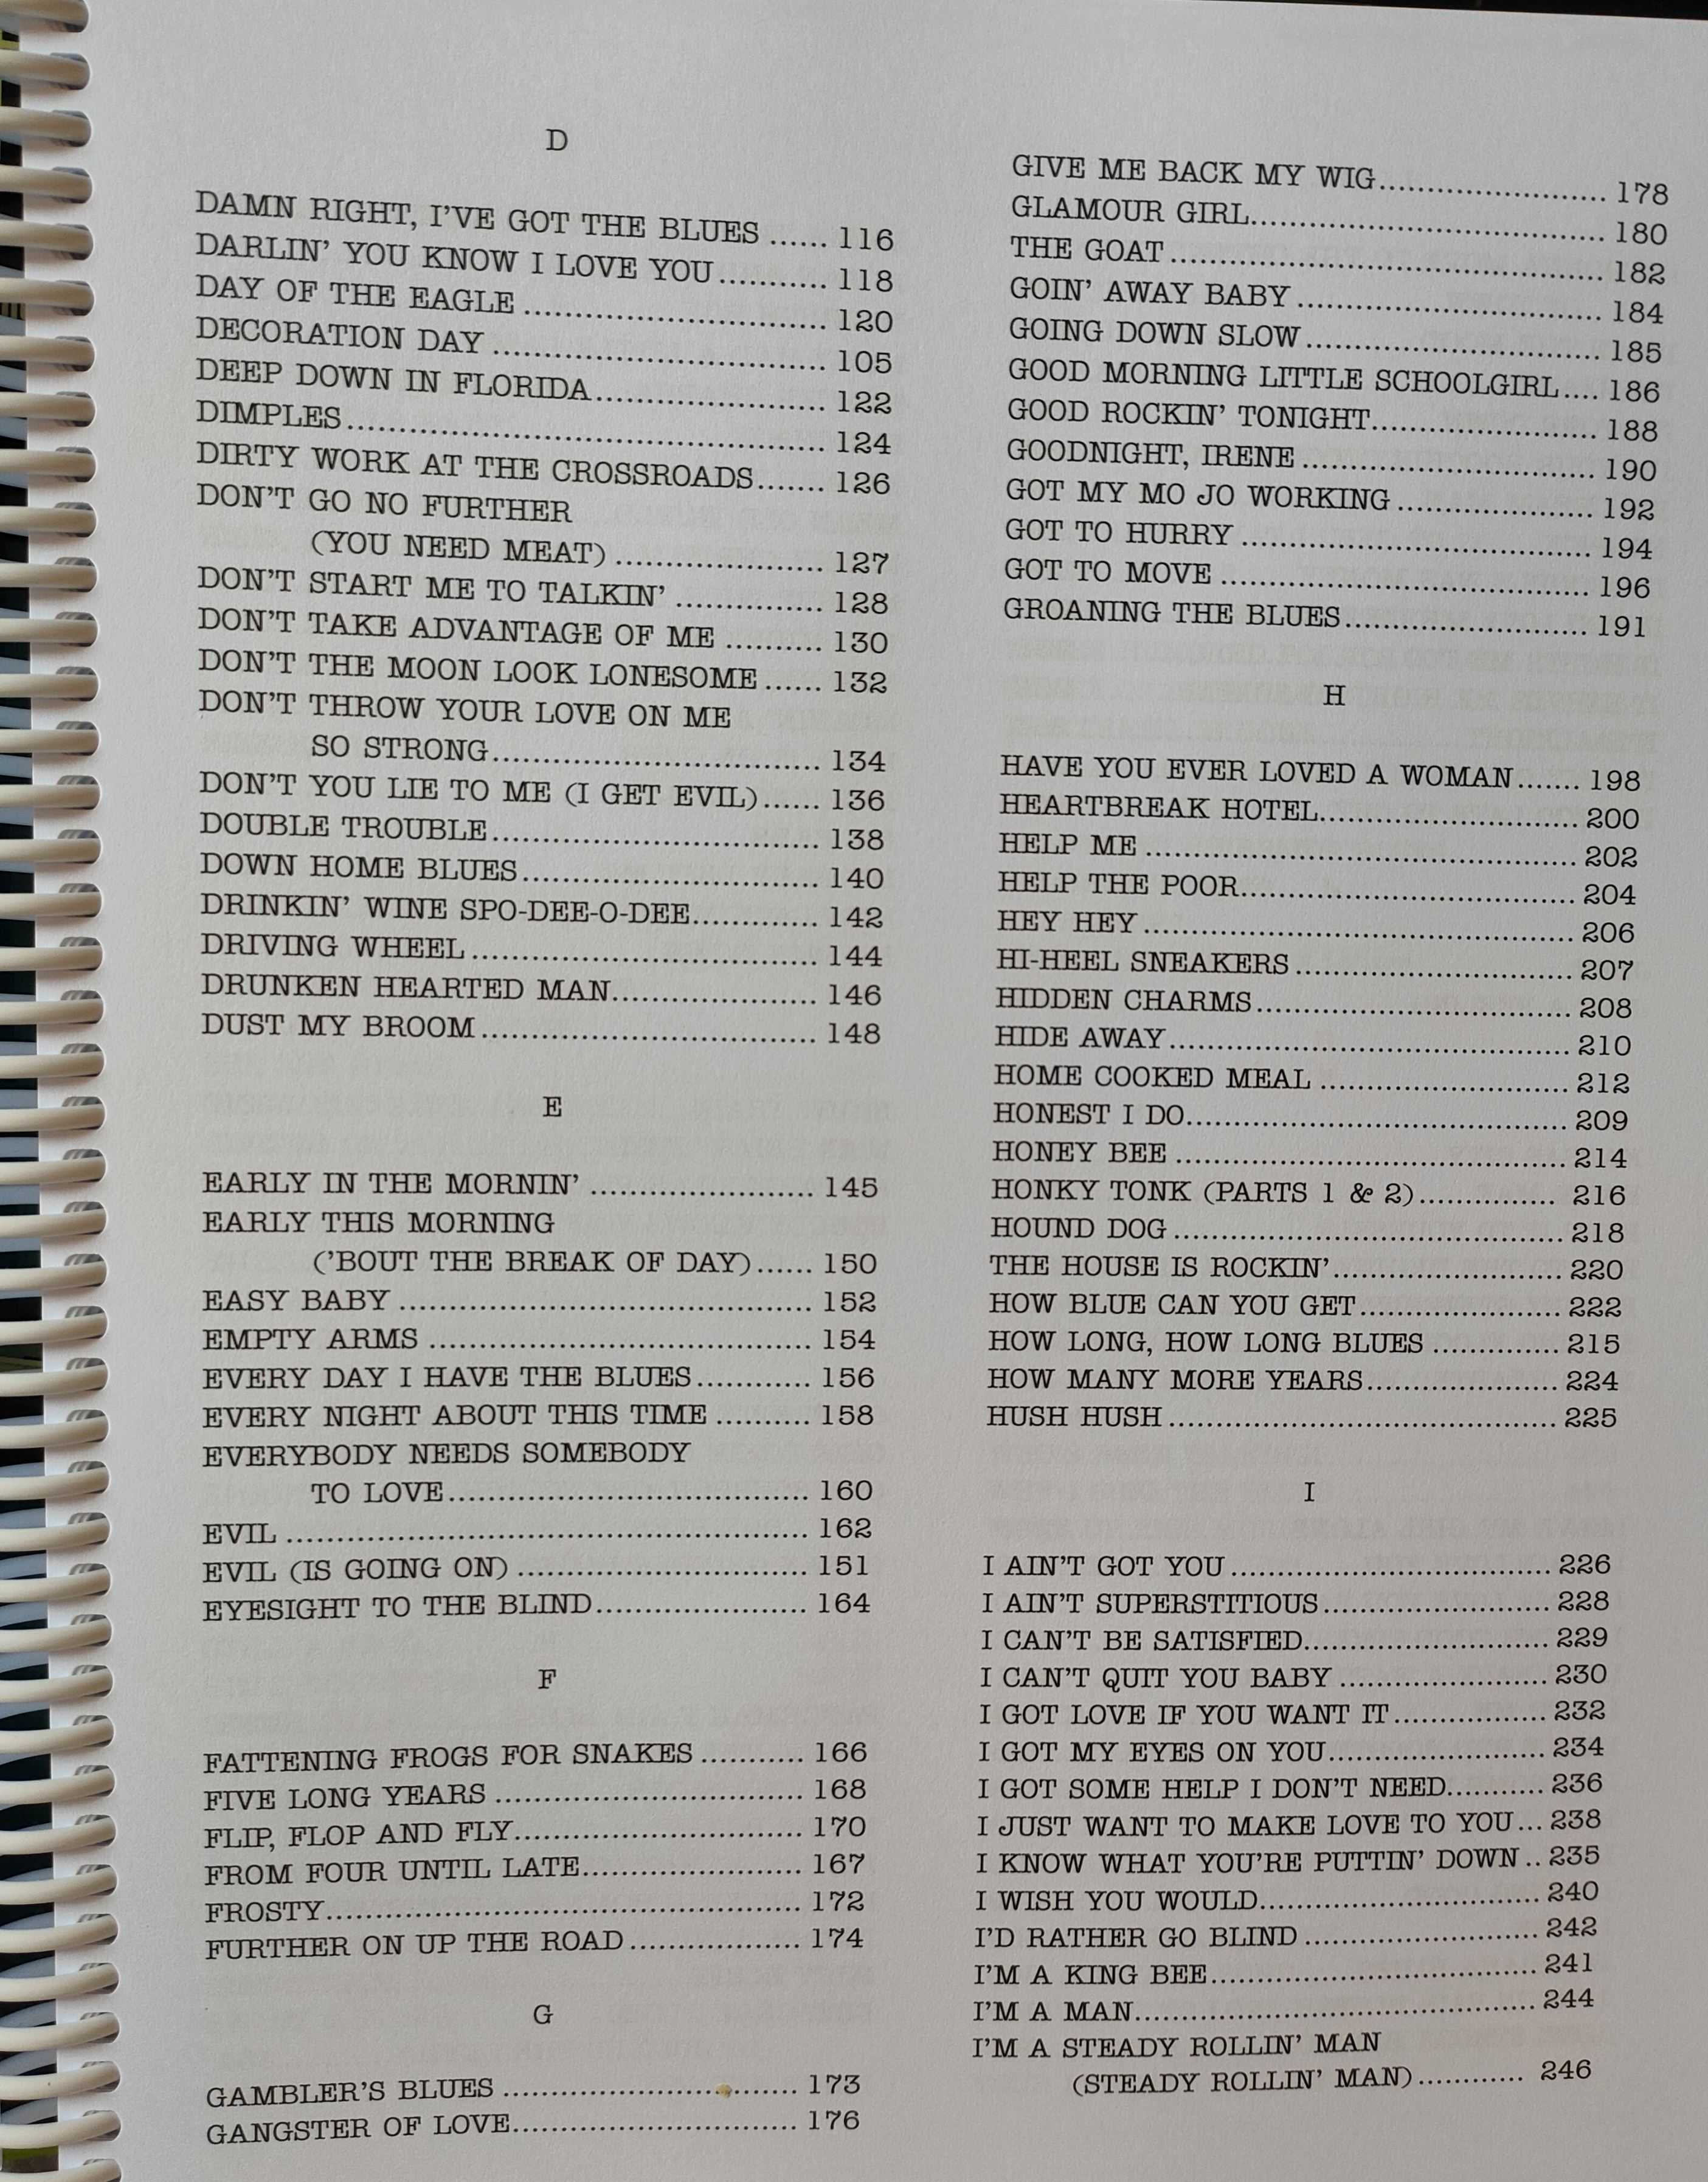 D
DAMN RIGHT, I'VE GOT THE BLUES ...... 116
DARLIN' YOU KNOW I LOVE YOU ........... 118
DAY OF THE EAGLE ............................... 120
DECORATION DAY .................................. 105
DEEP DOWN IN FLORIDA........................ 122
DIMPLES................................................. 124
DIRTY WORK AT THE CROSSROADS....... 126
DON'T GO NO FURTHER
(YOU NEED MEAT) ...................... 127
DON'T START ME TO TALKIN' ............... 128
DON'T TAKE ADVANTAGE OF ME .......... 130
DON'T THE MOON LOOK LONESOME ...... 132
DON'T THROW YOUR LOVE ON ME
SO STRONG.................................. 134
DON'T YOU LIE TO ME (I GET EVIL)...... 136
DOUBLE TROUBLE.................................. 138
DOWN HOME BLUES............................... 140
DRINKIN' WINE SPO-DEE-O-DEE............. 142
DRIVING WHEEL .................................... 144
DRUNKEN HEARTED MAN..................... 146
DUST MY BROOM................................... 148
E
EARLY IN THE MORNIN' ....................... 145
EARLY THIS MORNING
('BOUT THE BREAK OF DAY)...... 150
EASY BABY .......................................... 152
EMPTY ARMS ....................................... 154
EVERY DAY I HAVE THE BLUES............ 156
EVERY NIGHT ABOUT THIS TIME .......... 158
EVERYBODY NEEDS SOMEBODY
TO LOVE..................................... 160
EVIL ..................................................... 162
EVIL (IS GOING ON) .............................. 151
EYESIGHT TO THE BLIND...................... 164
F
FATTENING FROGS FOR SNAKES ........... 166
FIVE LONG YEARS ................................ 168
FLIP, FLOP AND FLY.............................. 170
FROM FOUR UNTIL LATE....................... 167
FROSTY................................................. 172
FURTHER ON UP THE ROAD .................. 174
G
GAMBLER'S BLUES ............................... 173
GANGSTER OF LOVE.............................. 176
GIVE ME BACK MY WIG....................... 178
GLAMOUR GIRL.................................... 180
THE GOAT ............................................ 182
GOIN' AWAY BABY ............................... 184
GOING DOWN SLOW .............................. 185
GOOD MORNING LITTLE SCHOOLGIRL.... 186
GOOD ROCKIN' TONIGHT....................... 188
GOODNIGHT, IRENE .............................. 190
GOT MY MO JO WORKING .................... 192
GOT TO HURRY .................................... 194
GOT TO MOVE ...................................... 196
GROANING THE BLUES......................... 191
H
HAVE YOU EVER LOVED A WOMAN....... 198
HEARTBREAK HOTEL........................... 200
HELP ME ............................................. 202
HELP THE POOR................................... 204
HEY HEY ............................................. 206
HI-HEEL SNEAKERS ............................. 207
HIDDEN CHARMS................................. 208
HIDE AWAY......................................... 210
HOME COOKED MEAL .......................... 212
HONEST I DO....................................... 209
HONEY BEE ......................................... 214
HONKY TONK (PARTS 1 & 2).............. 216
HOUND DOG ........................................ 218
THE HOUSE IS ROCKIN'........................ 220
HOW BLUE CAN YOU GET..................... 222
HOW LONG, HOW LONG BLUES ............. 215
HOW MANY MORE YEARS.................... 224
HUSH HUSH ........................................ 225
I
I AIN'T GOT YOU ................................. 226
I AIN'T SUPERSTITIOUS....................... 228
I CAN'T BE SATISFIED......................... 229
I CAN'T QUIT YOU BABY ..................... 230
I GOT LOVE IF YOU WANT IT................ 232
I GOT MY EYES ON YOU....................... 234
I GOT SOME HELP I DON'T NEED.......... 236
I JUST WANT TO MAKE LOVE TO YOU ... 238
I KNOW WHAT YOU'RE PUTTIN' DOWN .. 235
I WISH YOU WOULD............................. 240
I'D RATHER GO BLIND ........................ 242
I'M A KING BEE.................................. 241
I'M A MAN......................................... 244
I'M A STEADY ROLLIN' MAN
(STEADY ROLLIN' MAN)........... 246